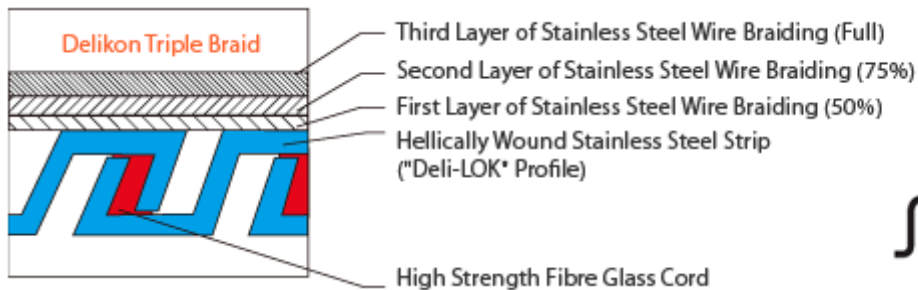 Delikon Triple Braid
Third Layer of Stainless Steel Wire Braiding (Full)
Second Layer of Stainless Steel Wire Braiding (75%)
First Layer of Stainless Steel Wire Braiding (50%)
Hellically Wound Stainless Steel Strip
("Deli-LOK" Profile)
High Strength Fibre Glass Cord